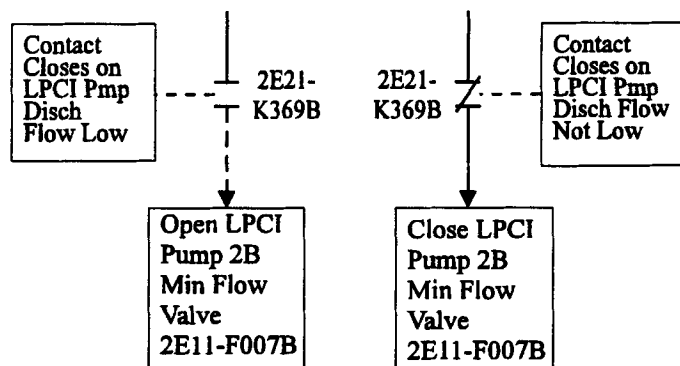 Contact
Closes on
LPCI Pmp
Disch
Flow Low
2E21-
K369B
2E21-
K369B
Contact
Closes on
LPCI Pmp
Disch Flow
Not Low
Open LPCI
Pump 2B
Min Flow
Valve
2E11-F007B
Close LPCI
Pump 2B
Min Flow
Valve
2E11-F007B